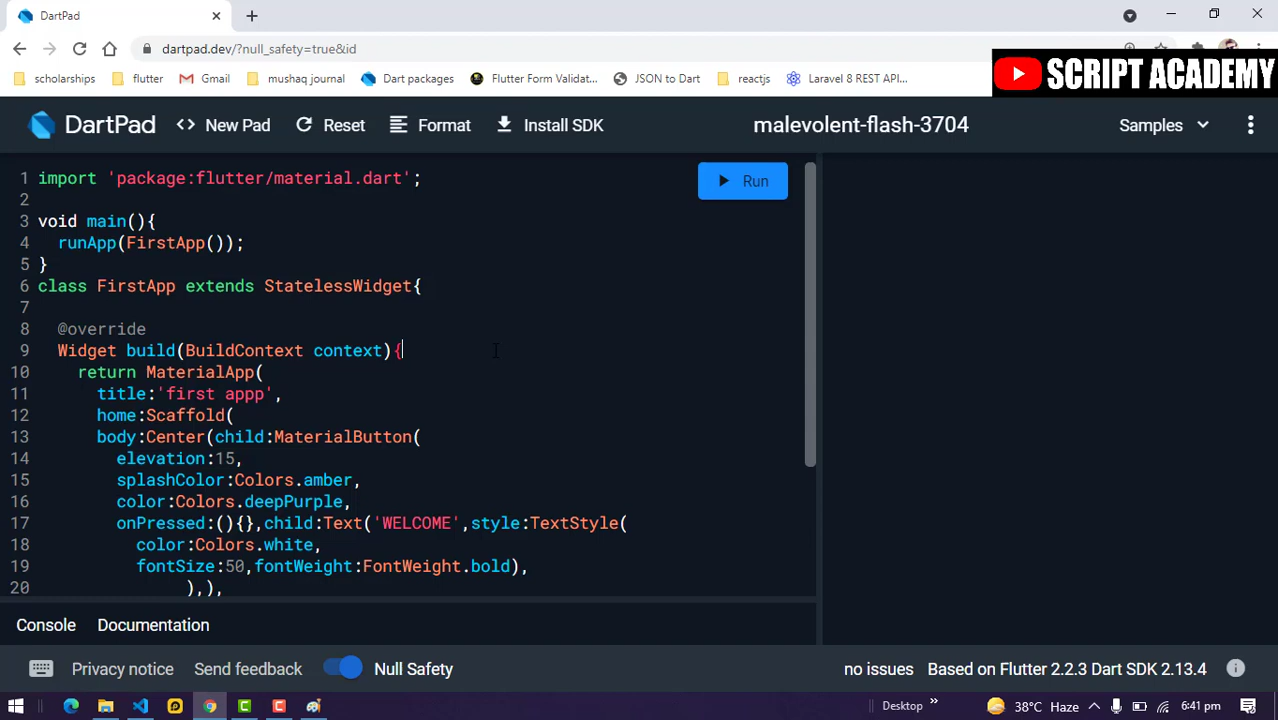 DartPad
dartpad.dev/?null_safety=true&id
scholarships flutter Gmail mushaq journal Dart packages Flutter Form Validat... JSON to Dart reactjs Laravel 8 REST API...
SCRIPT ACADEMY
DartPad <> New Pad Reset Format Install SDK malevolent-flash-3704 Samples
Run
1 import 'package:flutter/material.dart';
2
3 void main(){
4 runApp(FirstApp());
5 }
6 class FirstApp extends StatelessWidget{
7
8 @override
9 Widget build(BuildContext context){
10 return MaterialApp(
11 title:'first appp',
12 home:Scaffold(
13 body:Center(child:MaterialButton(
14 elevation:15,
15 splashColor:Colors.amber,
16 color:Colors.deepPurple,
17 onPressed:(){},child:Text('WELCOME',style:TextStyle(
18 color:Colors.white,
19 fontSize:50,fontWeight:FontWeight.bold),
20 ),),
Console Documentation
Privacy notice Send feedback Null Safety no issues Based on Flutter 2.2.3 Dart SDK 2.13.4
Desktop » 38°C Haze 6:41 pm